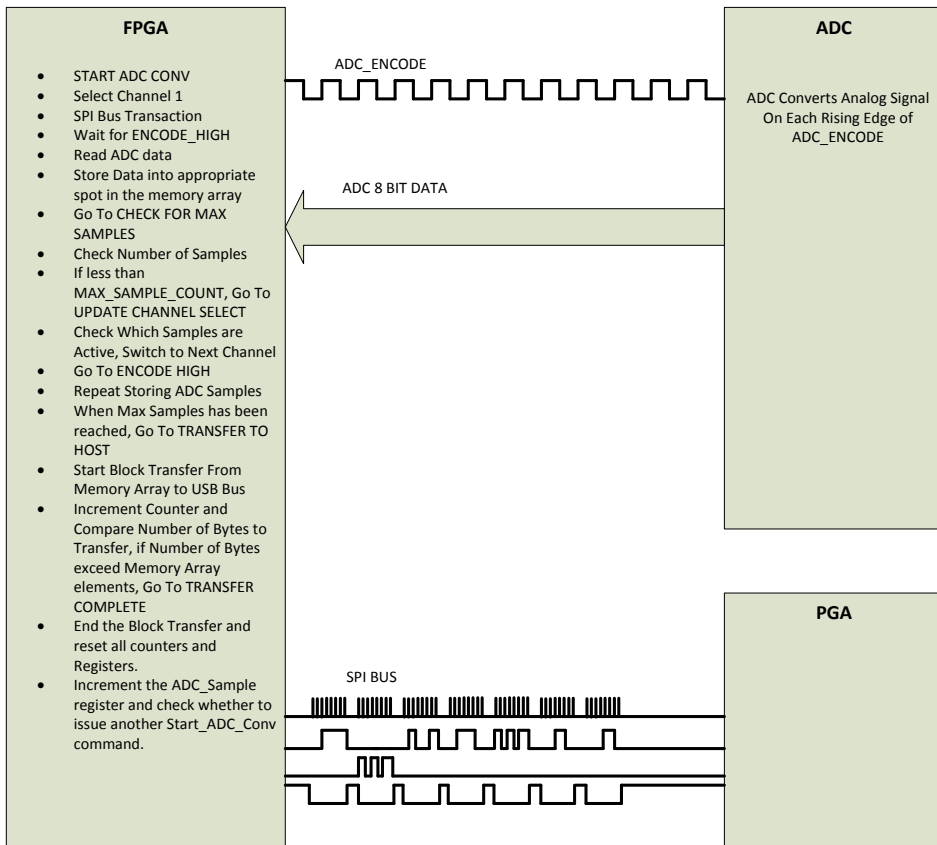 FPGA
• START ADC CONV
• Select Channel 1
• SPI Bus Transaction
• Wait for ENCODE_HIGH
• Read ADC data
• Store Data into appropriate
spot in the memory array
• Go To CHECK FOR MAX
SAMPLES
• Check Number of Samples
• If less than
MAX_SAMPLE_COUNT, Go To
UPDATE CHANNEL SELECT
• Check Which Samples are
Active, Switch to Next Channel
• Go To ENCODE HIGH
• Repeat Storing ADC Samples
• When Max Samples has been
reached, Go To TRANSFER TO
HOST
• Start Block Transfer From
Memory Array to USB Bus
• Increment Counter and
Compare Number of Bytes to
Transfer, if Number of Bytes
exceed Memory Array
elements, Go To TRANSFER
COMPLETE
• End the Block Transfer and
reset all counters and
Registers.
• Increment the ADC_Sample
register and check whether to
issue another Start_ADC_Conv
command.
ADC_ENCODE
ADC 8 BIT DATA
SPI BUS
ADC
ADC Converts Analog Signal
On Each Rising Edge of
ADC_ENCODE
PGA